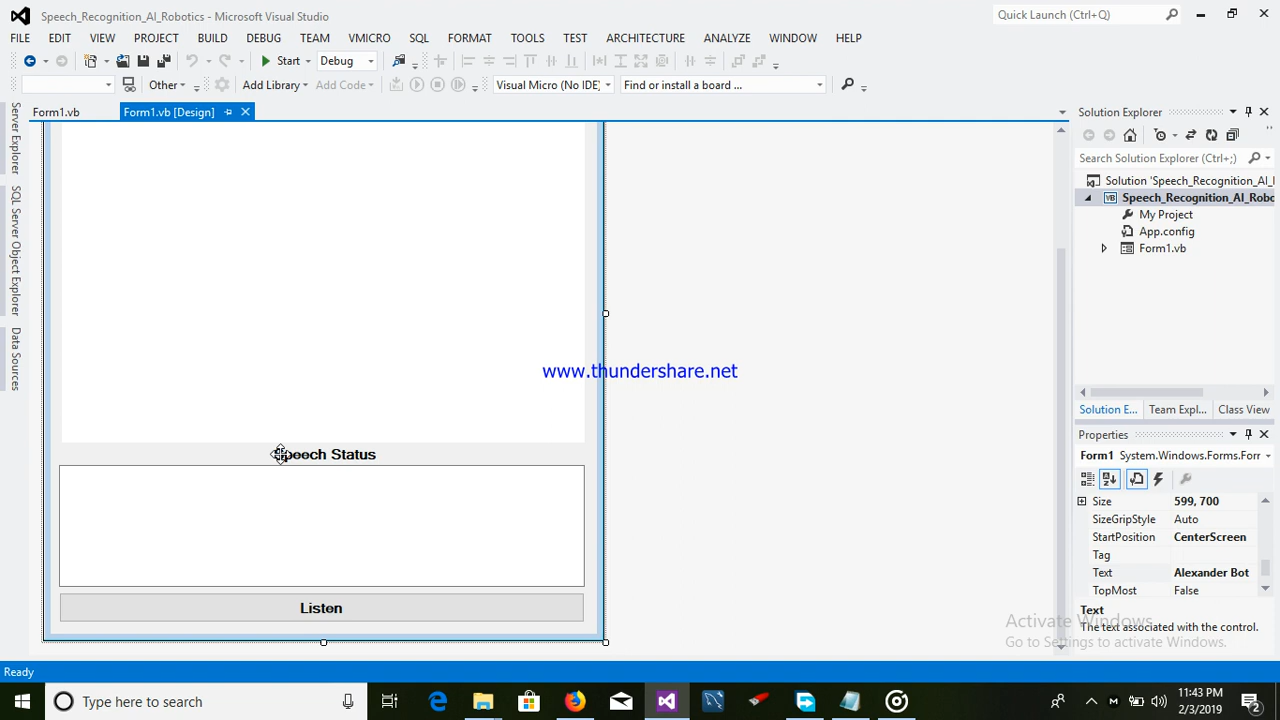 Speech_Recognition_AI_Robotics - Microsoft Visual Studio
Quick Launch (Ctrl+Q)
FILE EDIT VIEW PROJECT BUILD DEBUG TEAM VMICRO SQL FORMAT TOOLS TEST ARCHITECTURE ANALYZE WINDOW HELP
Start Debug
Other Add Library Add Code Visual Micro (No IDE) Find or install a board ...
Form1.vb Form1.vb [Design]
Server Explorer
SQL Server Object Explorer
Data Sources
Speech Status
Listen
www.thundershare.net
Solution Explorer
Search Solution Explorer (Ctrl+;)
Solution 'Speech_Recognition_AI_
Speech_Recognition_AI_Robo
My Project
App.config
Form1.vb
Solution E... Team Expl... Class View
Properties
Form1 System.Windows.Forms.Forr
Size 599, 700
SizeGripStyle Auto
StartPosition CenterScreen
Tag
Text Alexander Bot
TopMost False
Text
The text associated with the control.
Activate Windows
Go to Settings to activate Windows.
Ready
Type here to search
11:43 PM
2/3/2019
2